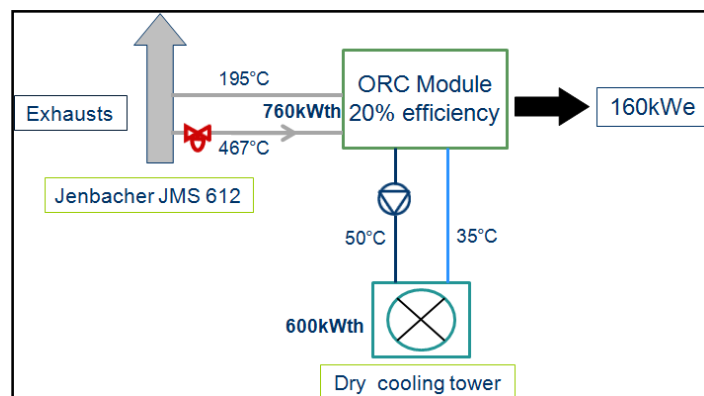 195°C
ORC Module
20% efficiency
760kWth
160kWe
Exhausts
467°C
Jenbacher JMS 612
50°C
35°C
600kWth
Dry cooling tower